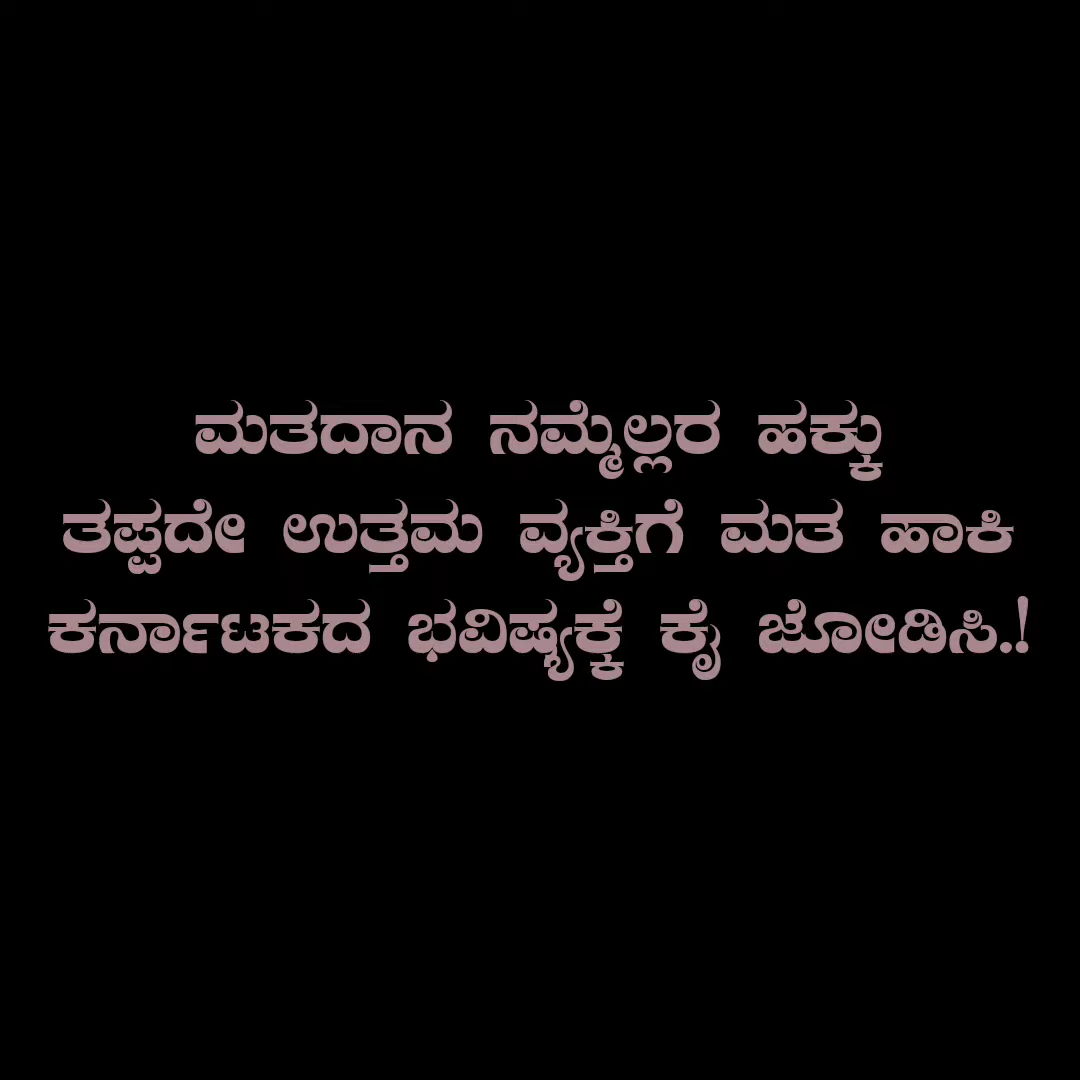 ಮತದಾನ ನಮ್ಮೆಲ್ಲರ ಹಕ್ಕು
ತಪ್ಪದೇ ಉತ್ತಮ ವ್ಯಕ್ತಿಗೆ ಮತ ಹಾಕಿ
ಕರ್ನಾಟಕದ ಭವಿಷ್ಯಕ್ಕೆ ಕೈ ಜೋಡಿಸಿ.!